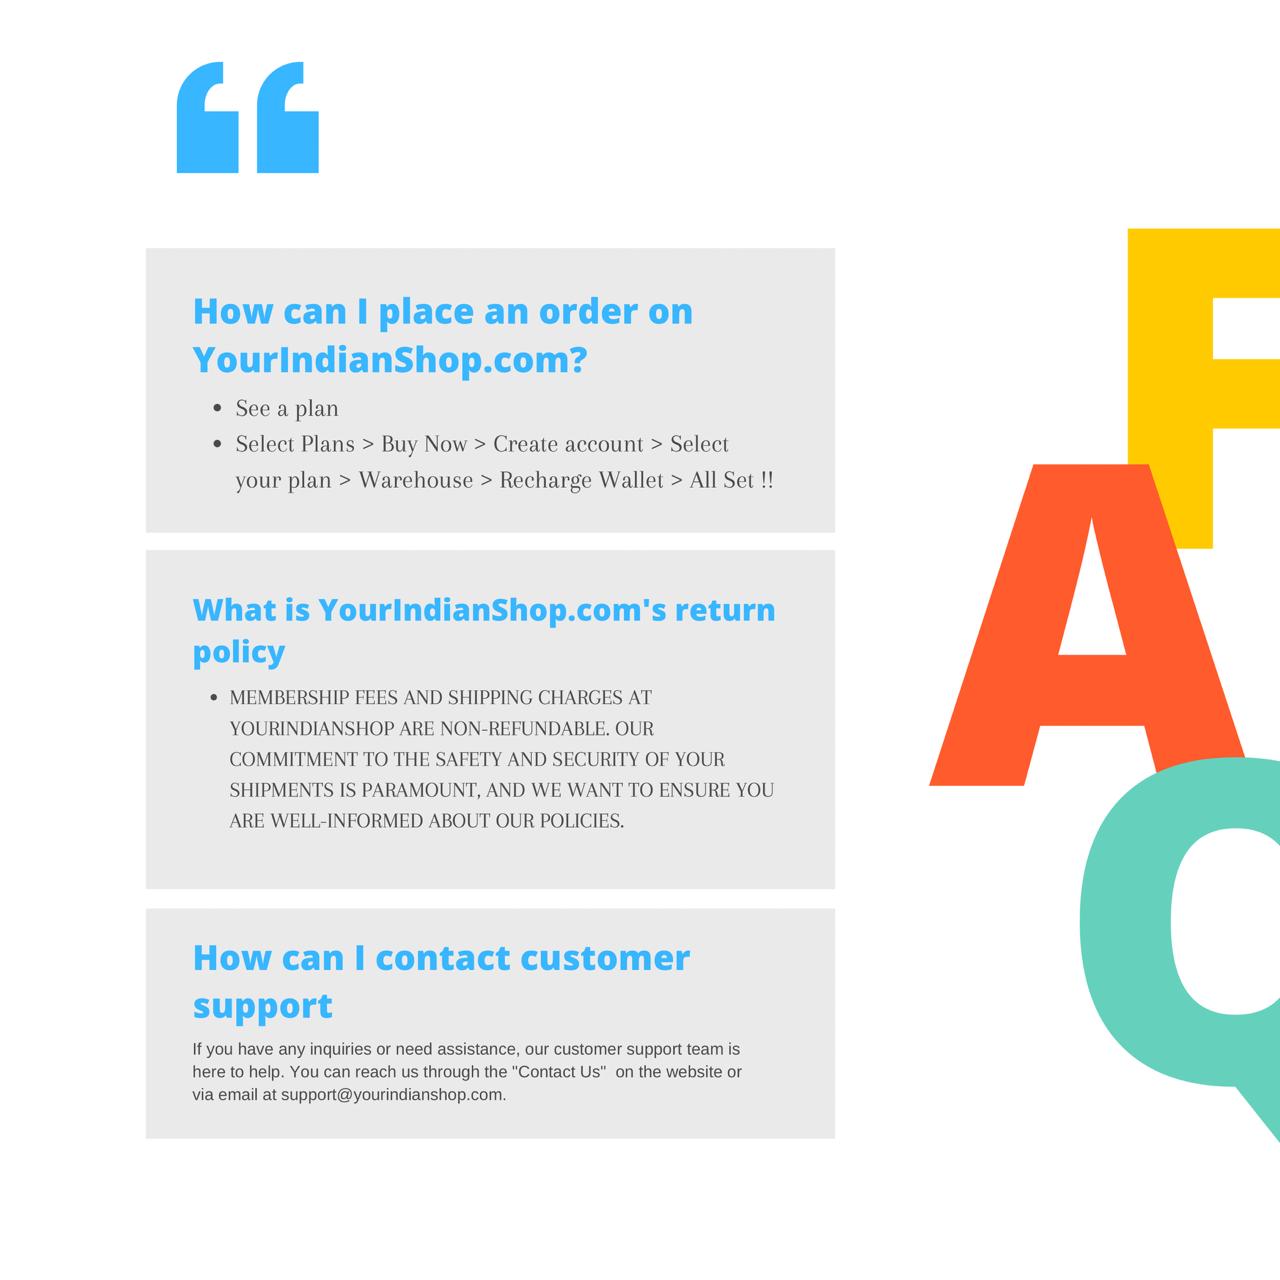 How can I place an order on
YourIndianShop.com?
• See a plan
• Select Plans > Buy Now > Create account > Select
your plan > Warehouse > Recharge Wallet > All Set !!
What is YourIndianShop.com's return
policy
• MEMBERSHIP FEES AND SHIPPING CHARGES AT
YOURINDIANSHOP ARE NON-REFUNDABLE. OUR
COMMITMENT TO THE SAFETY AND SECURITY OF YOUR
SHIPMENTS IS PARAMOUNT, AND WE WANT TO ENSURE YOU
ARE WELL-INFORMED ABOUT OUR POLICIES.
How can I contact customer
support
If you have any inquiries or need assistance, our customer support team is
here to help. You can reach us through the "Contact Us"  on the website or
via email at support@yourindianshop.com.
F
A
Q